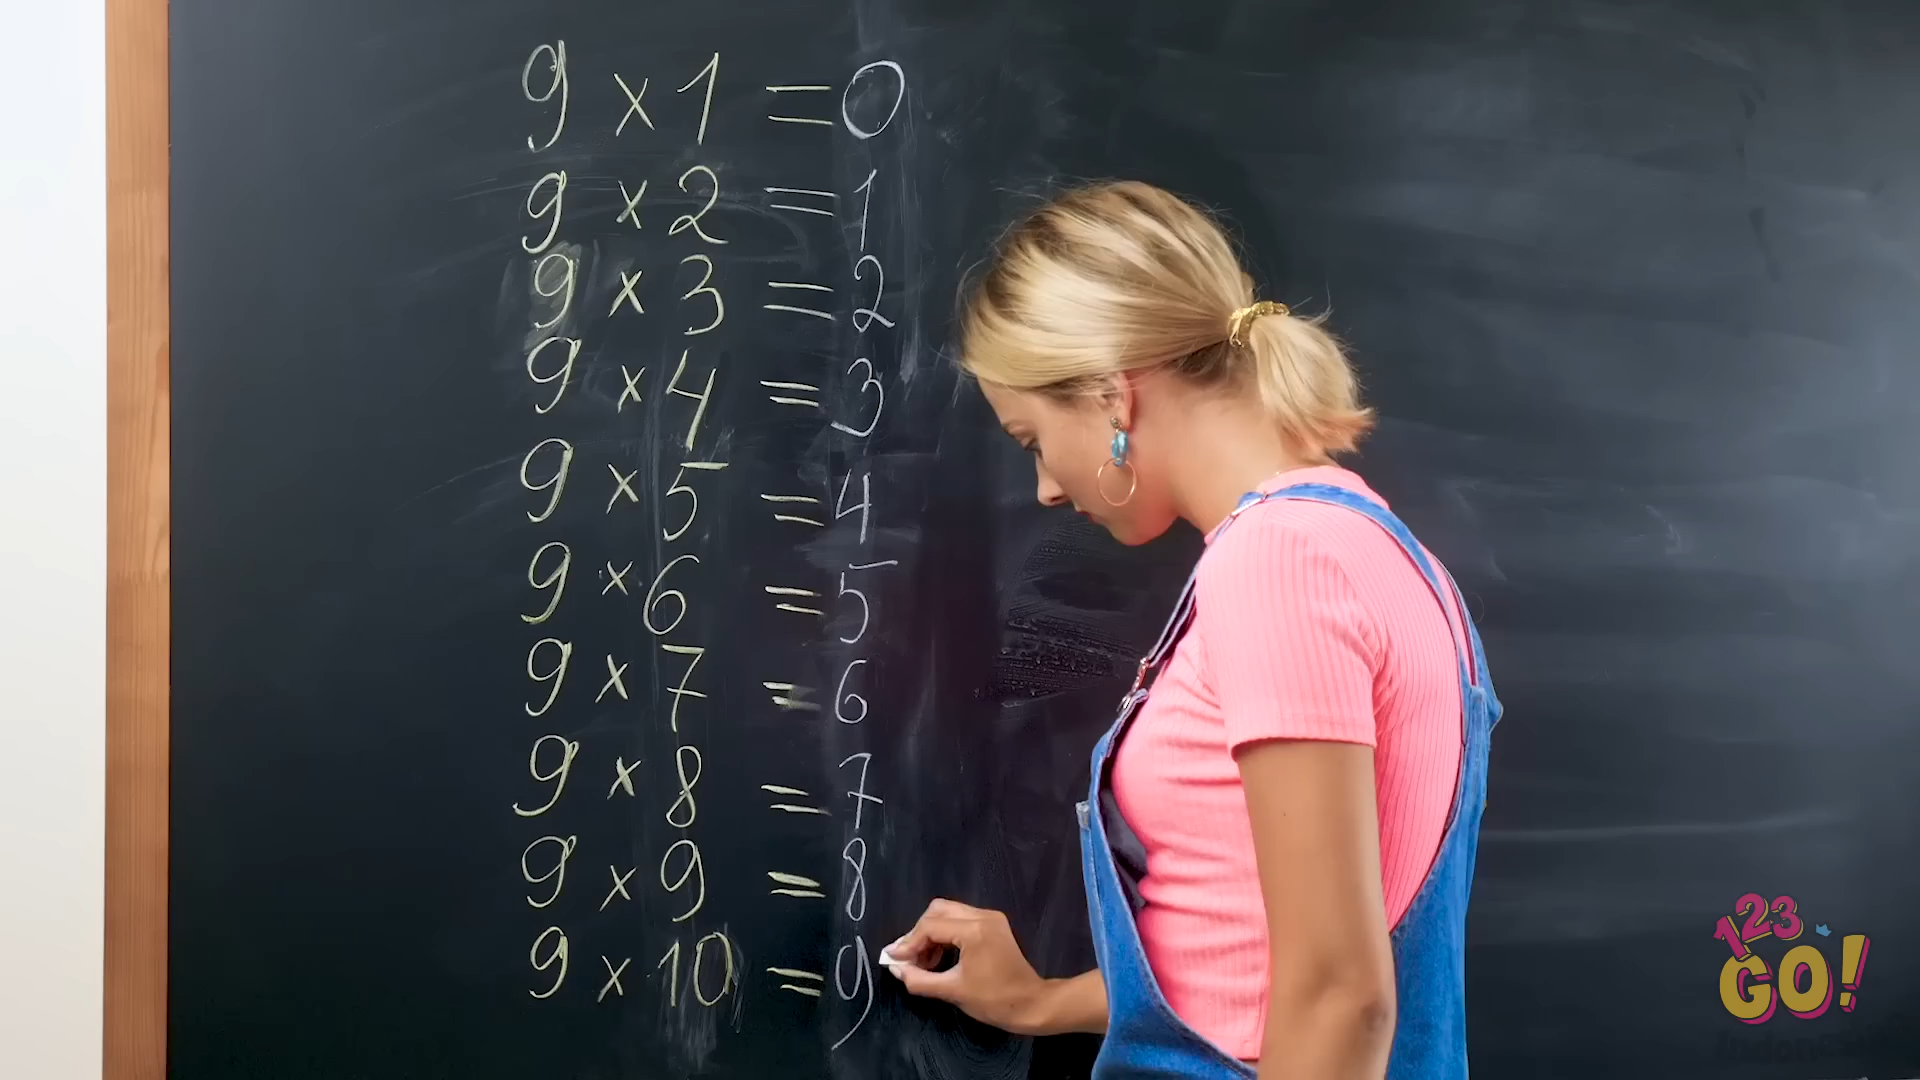 9 x 1 = 0
9 x 2 = 1
9 x 3 = 2
9 x 4 = 3
9 x 5 = 4
9 x 6 = 5
9 x 7 = 6
9 x 8 = 7
9 x 9 = 8
9 x 10 = 9
123
GO!